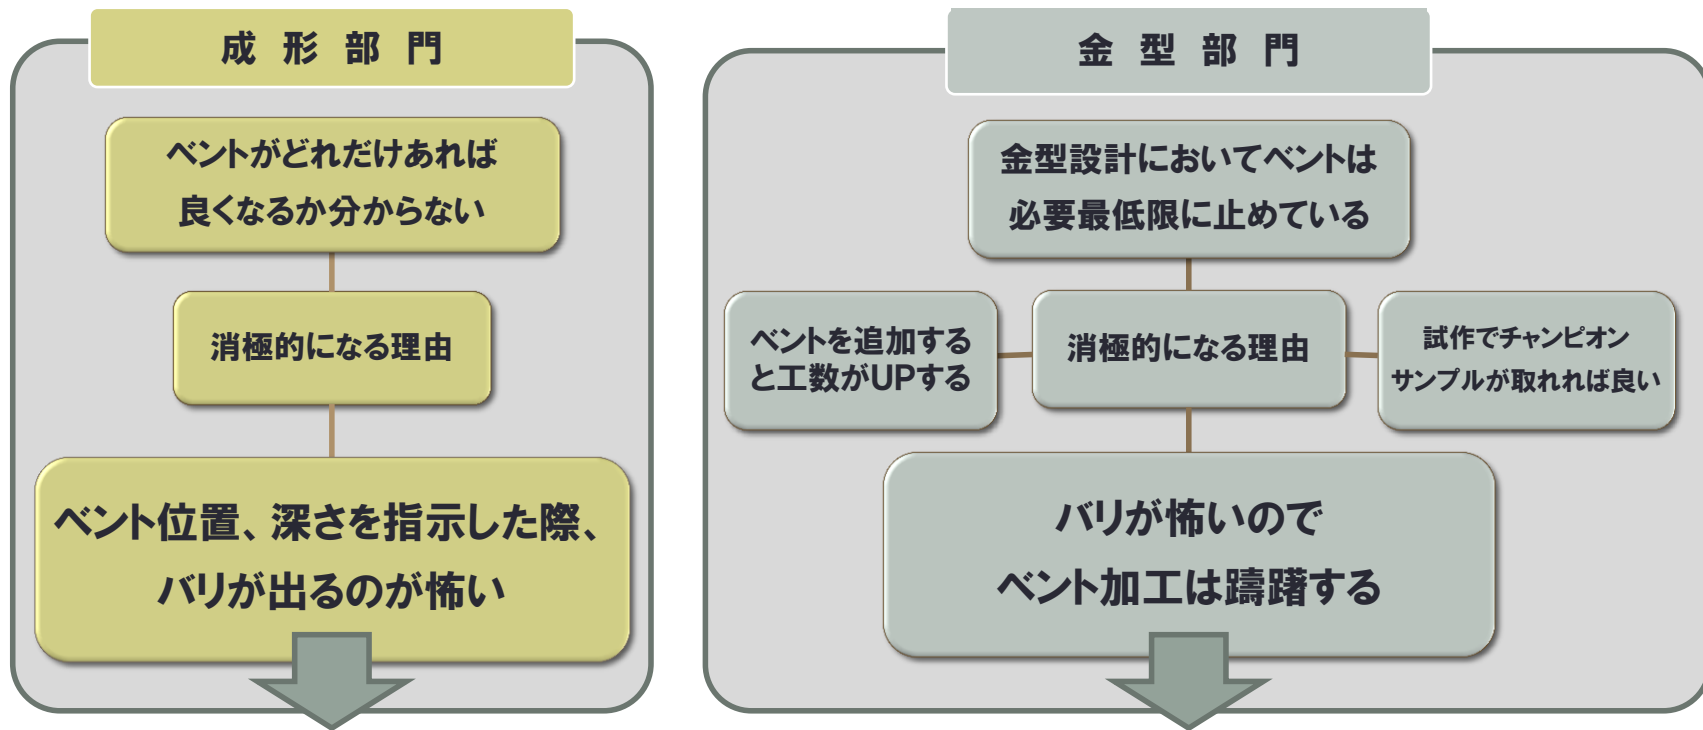 成形部門
ベントがどれだけあれば
良くなるか分からない
消極的になる理由
ベント位置、深さを指示した際、
バリが出るのが怖い
金型部門
金型設計においてベントは
必要最低限に止めている
ベントを追加する
と工数がUPする
消極的になる理由
試作でチャンピオン
サンプルが取れれば良い
バリが怖いので
ベント加工は躊躇する